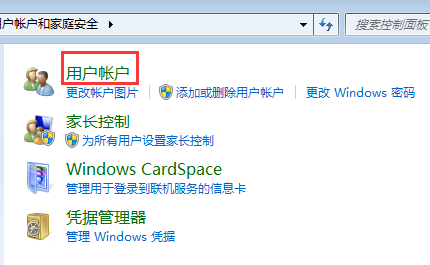 用户帐户和家庭安全
搜索控制面板
用户帐户
更改帐户图片 添加或删除用户帐户 更改 Windows 密码
家长控制
为所有用户设置家长控制
Windows CardSpace
管理用于登录到联机服务的信息卡
凭据管理器
管理 Windows 凭据